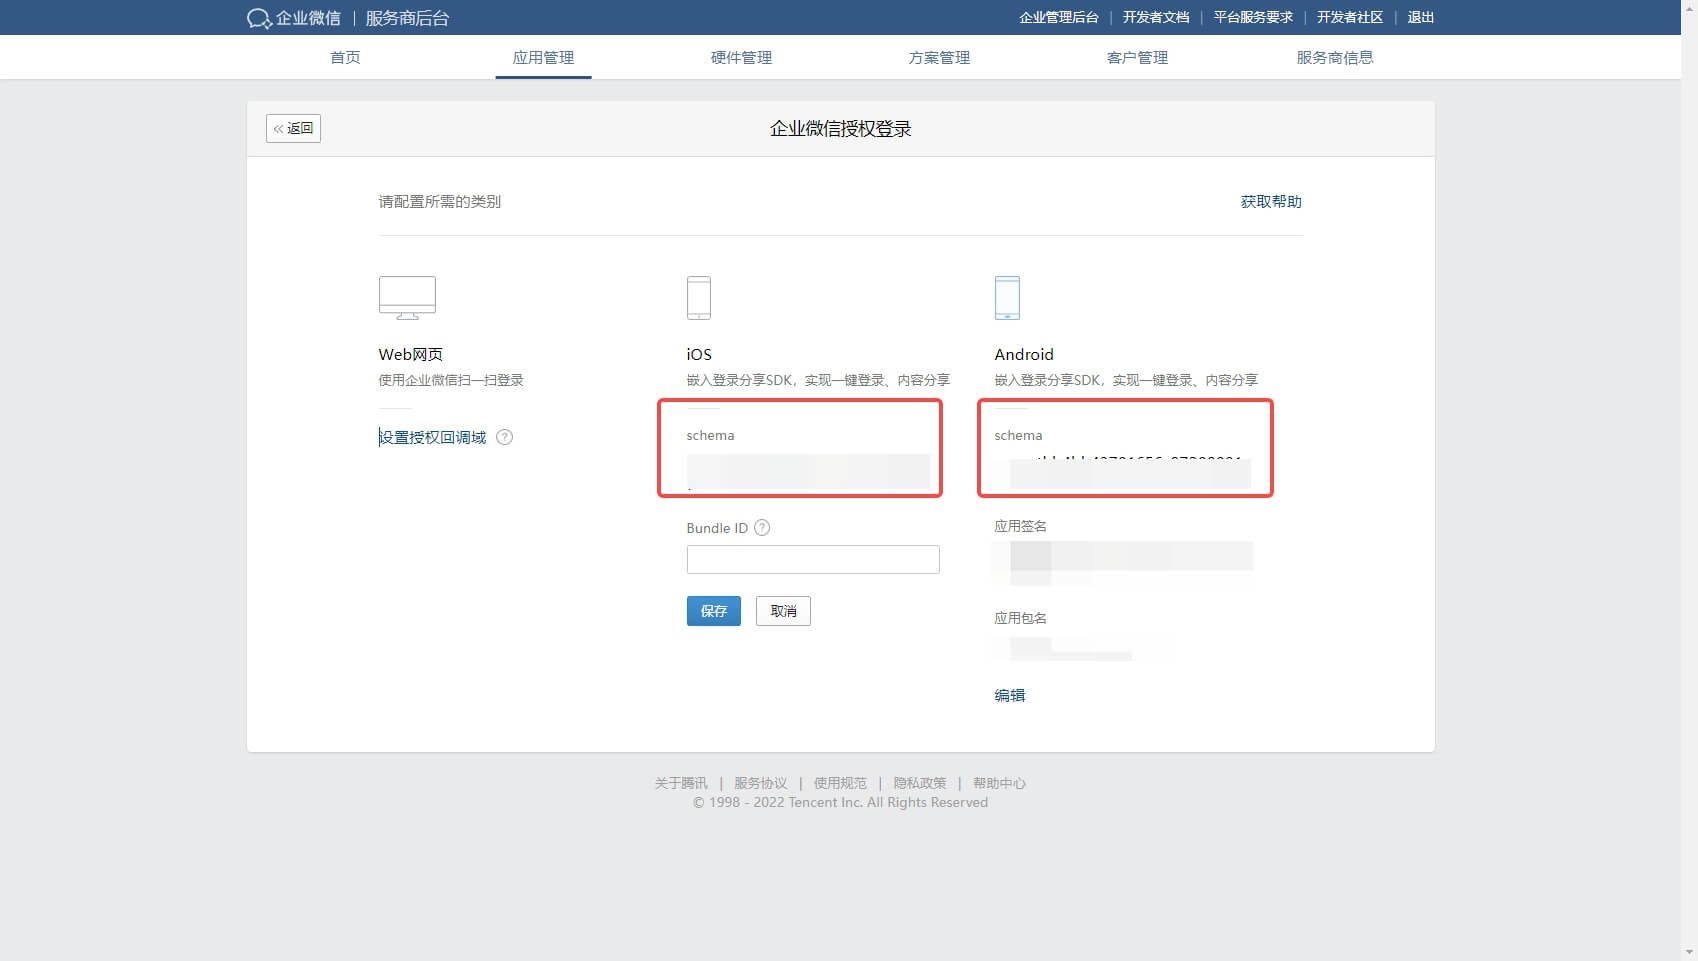 企业微信 | 服务商后台
企业管理后台 | 开发者文档 | 平台服务要求 | 开发者社区 | 退出
首页 应用管理 硬件管理 方案管理 客户管理 服务商信息
« 返回 企业微信授权登录
请配置所需的类别 获取帮助
Web网页
使用企业微信扫一扫登录
设置授权回调域 ?
iOS
嵌入登录分享SDK，实现一键登录、内容分享
schema
Bundle ID ?
保存 取消
Android
嵌入登录分享SDK，实现一键登录、内容分享
schema
应用签名
应用包名
编辑
关于腾讯 | 服务协议 | 使用规范 | 隐私政策 | 帮助中心
© 1998 - 2022 Tencent Inc. All Rights Reserved